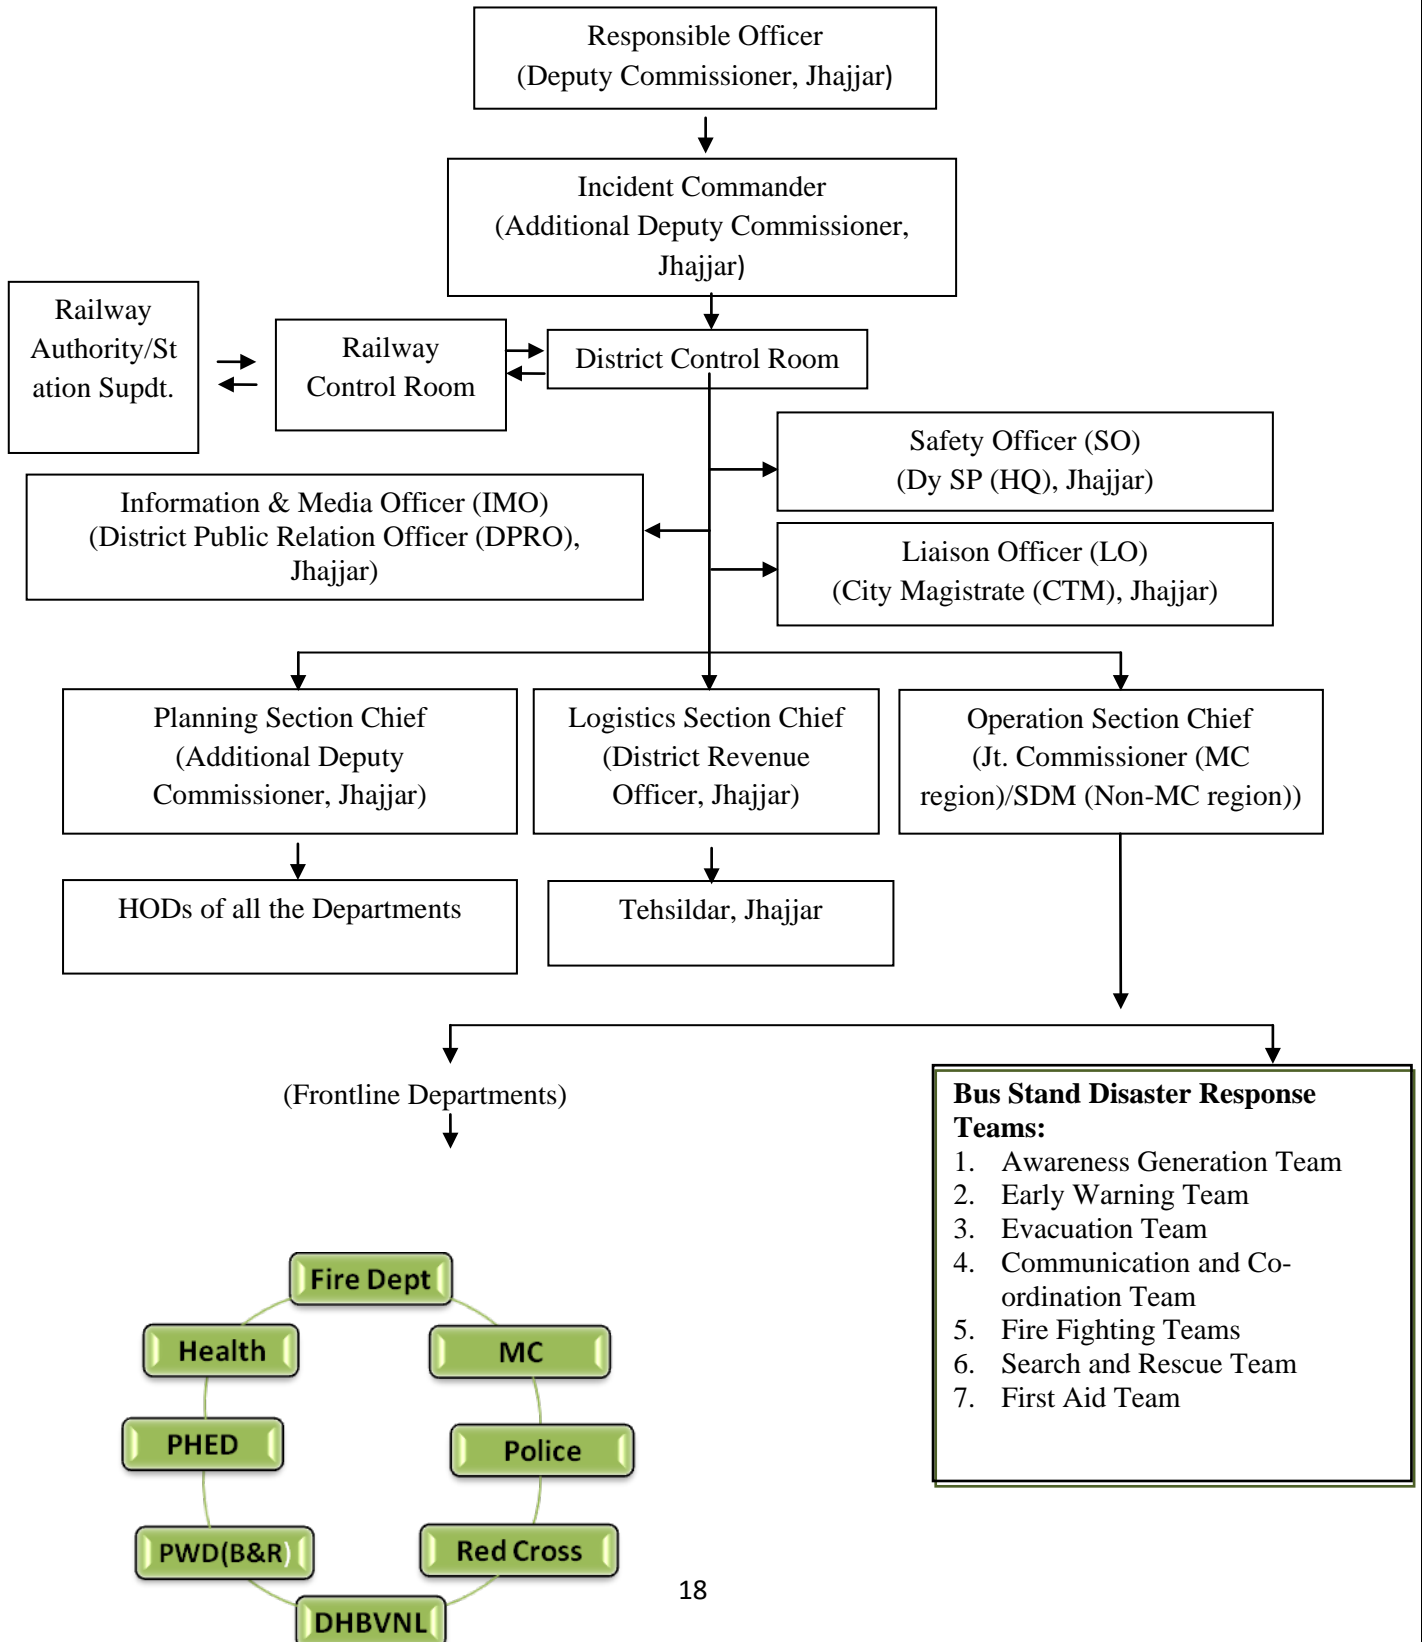 Responsible Officer
(Deputy Commissioner, Jhajjar)
Incident Commander
(Additional Deputy Commissioner,
Jhajjar)
Railway
Authority/St
ation Supdt.
Railway
Control Room
District Control Room
Safety Officer (SO)
(Dy SP (HQ), Jhajjar)
Information & Media Officer (IMO)
(District Public Relation Officer (DPRO),
Jhajjar)
Liaison Officer (LO)
(City Magistrate (CTM), Jhajjar)
Planning Section Chief
(Additional Deputy
Commissioner, Jhajjar)
Logistics Section Chief
(District Revenue
Officer, Jhajjar)
Operation Section Chief
(Jt. Commissioner (MC
region)/SDM (Non-MC region))
HODs of all the Departments
Tehsildar, Jhajjar
(Frontline Departments)
Bus Stand Disaster Response
Teams:
1. Awareness Generation Team
2. Early Warning Team
3. Evacuation Team
4. Communication and Co-
ordination Team
5. Fire Fighting Teams
6. Search and Rescue Team
7. First Aid Team
Fire Dept
Health
MC
PHED
Police
PWD(B&R)
Red Cross
DHBVNL
18